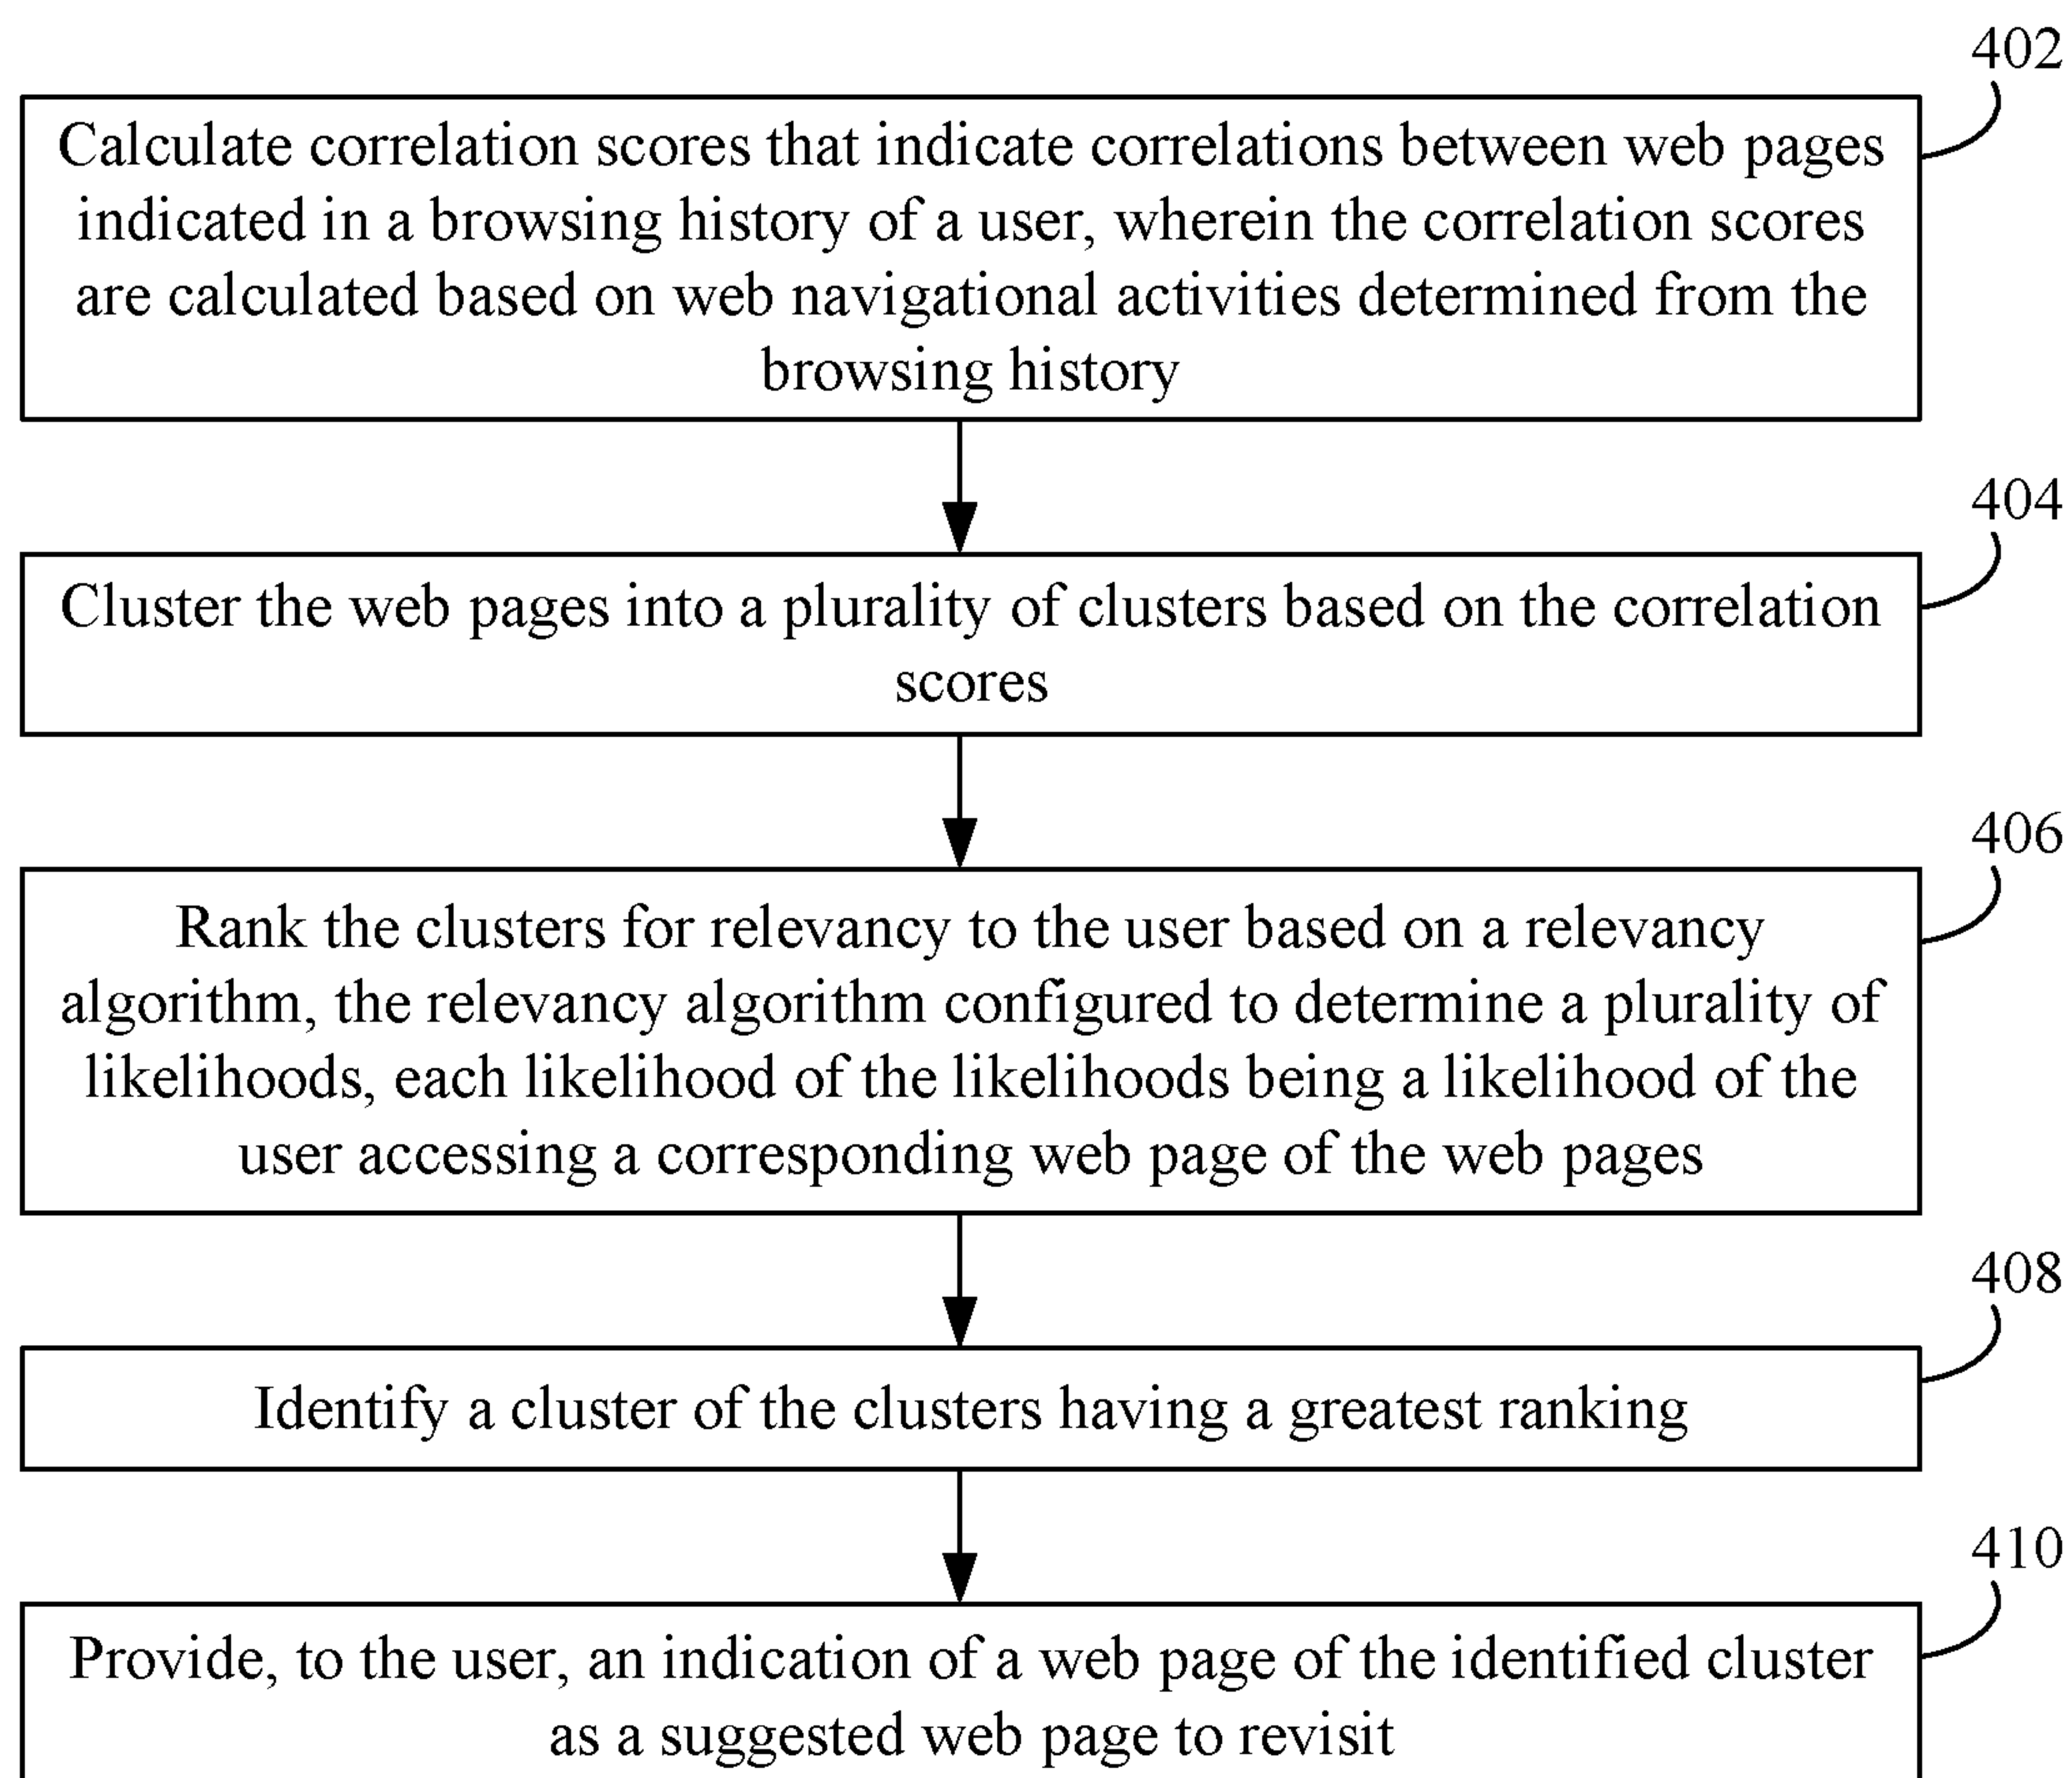 402
Calculate correlation scores that indicate correlations between web pages
indicated in a browsing history of a user, wherein the correlation scores
are calculated based on web navigational activities determined from the
browsing history
404
Cluster the web pages into a plurality of clusters based on the correlation
scores
406
Rank the clusters for relevancy to the user based on a relevancy
algorithm, the relevancy algorithm configured to determine a plurality of
likelihoods, each likelihood of the likelihoods being a likelihood of the
user accessing a corresponding web page of the web pages
408
Identify a cluster of the clusters having a greatest ranking
410
Provide, to the user, an indication of a web page of the identified cluster
as a suggested web page to revisit